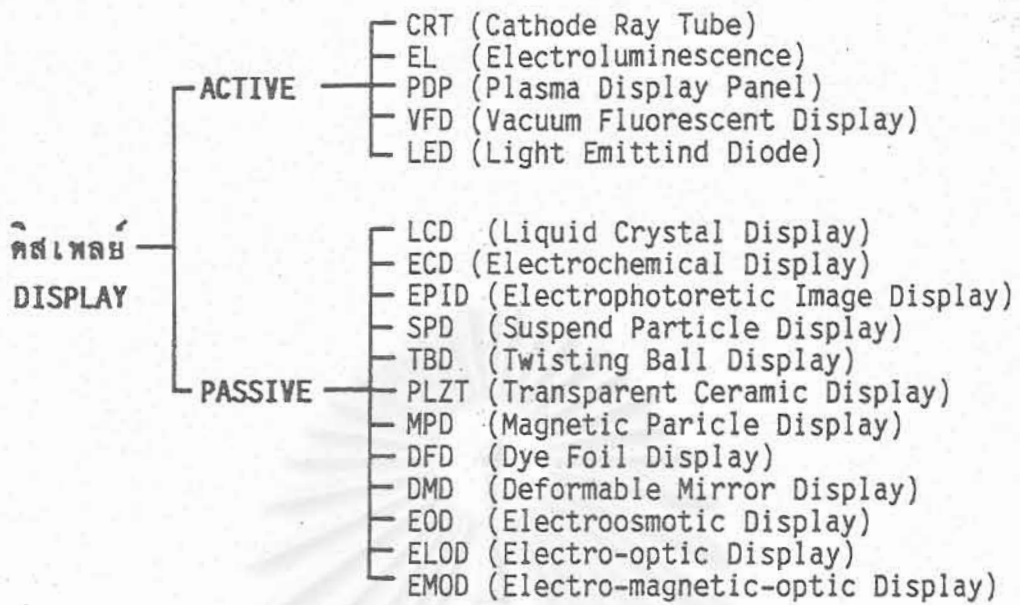 CRT (Cathode Ray Tube)
EL (Electroluminescence)
ACTIVE
PDP (Plasma Display Panel)
VFD (Vacuum Fluorescent Display)
LED (Light Emittind Diode)
ดิสเพลย์
DISPLAY
LCD (Liquid Crystal Display)
ECD (Electrochemical Display)
EPID (Electrophotoretic Image Display)
SPD (Suspend Particle Display)
TBD (Twisting Ball Display)
PASSIVE
PLZT (Transparent Ceramic Display)
MPD (Magnetic Paricle Display)
DFD (Dye Foil Display)
DMD (Deformable Mirror Display)
EOD (Electroosmotic Display)
ELOD (Electro-optic Display)
EMOD (Electro-magnetic-optic Display)